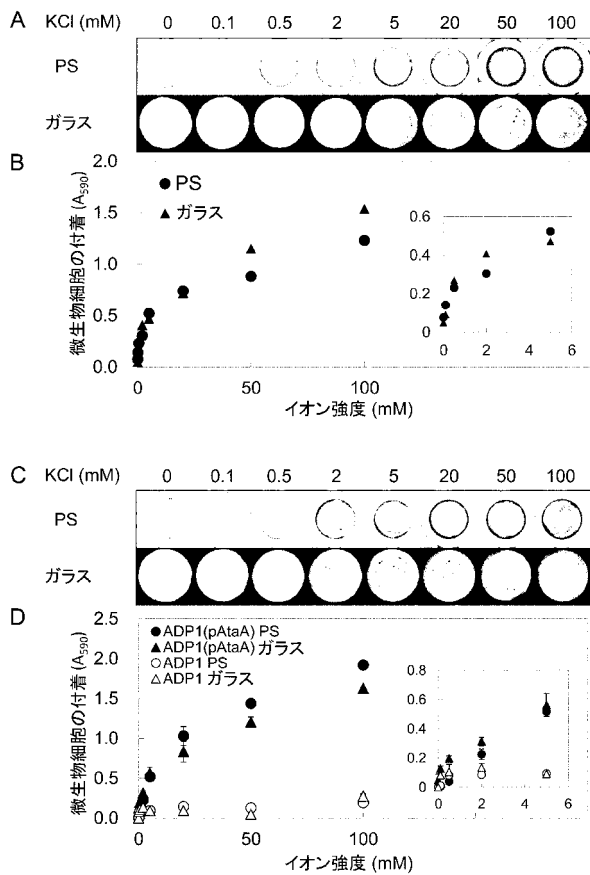 A KCl (mM) 0 0.1 0.5 2 5 20 50 100
PS
ガラス
B
微生物細胞の付着 (A590)
2.0
1.5
1.0
0.5
0.0
● PS
▲ ガラス
0.6
0.4
0.2
0
0 2 4 6
0 50 100
イオン強度 (mM)
C KCl (mM) 0 0.1 0.5 2 5 20 50 100
PS
ガラス
D
微生物細胞の付着 (A590)
2.5
2.0
1.5
1.0
0.5
0.0
● ADP1(pAtaA) PS
▲ ADP1(pAtaA) ガラス
○ ADP1 PS
△ ADP1 ガラス
0.8
0.6
0.4
0.2
0
0 2 4 6
0 50 100
イオン強度 (mM)